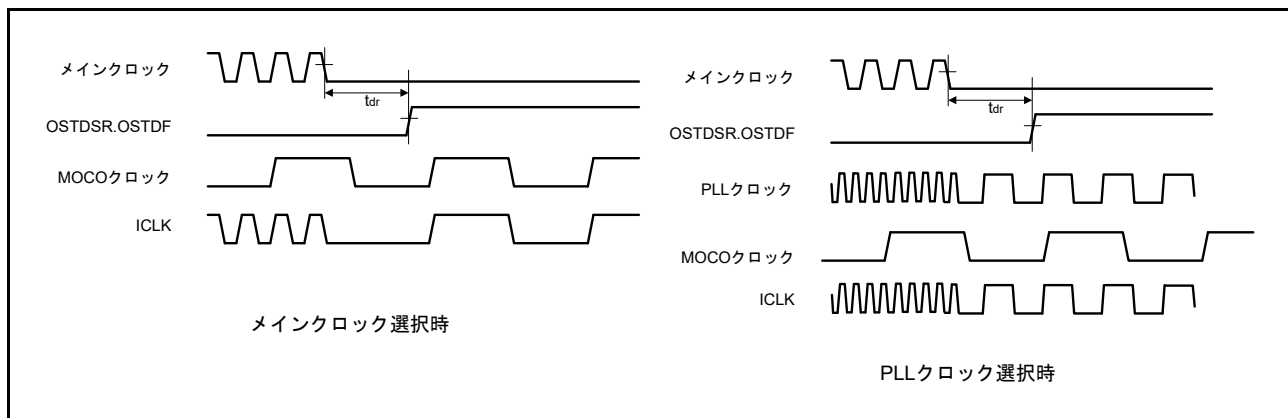 メインクロック
tdr
OSTDSR.OSTDF
MOCOクロック
ICLK
メインクロック選択時
メインクロック
tdr
OSTDSR.OSTDF
PLLクロック
MOCOクロック
ICLK
PLLクロック選択時